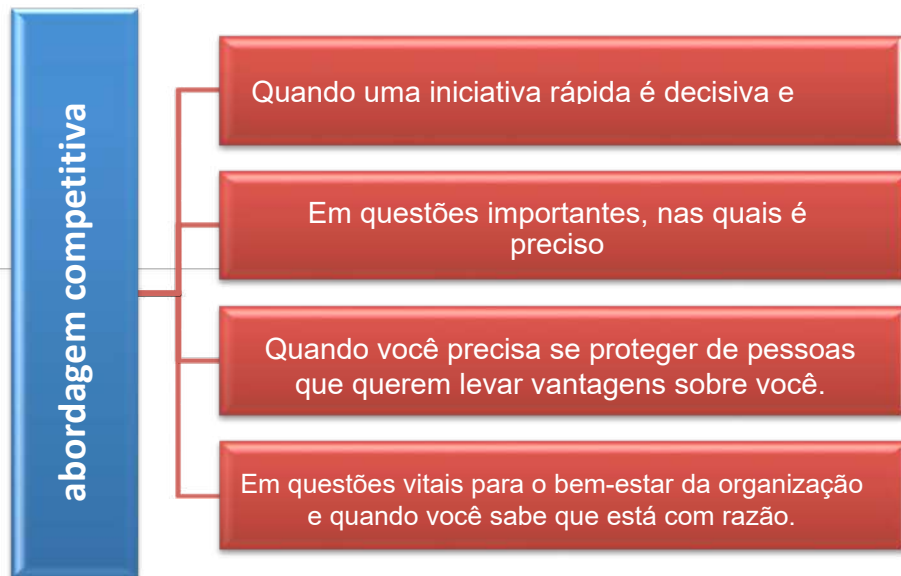 abordagem competitiva
Quando uma iniciativa rápida é decisiva e
Em questões importantes, nas quais é
preciso
Quando você precisa se proteger de pessoas
que querem levar vantagens sobre você.
Em questões vitais para o bem-estar da organização
e quando você sabe que está com razão.